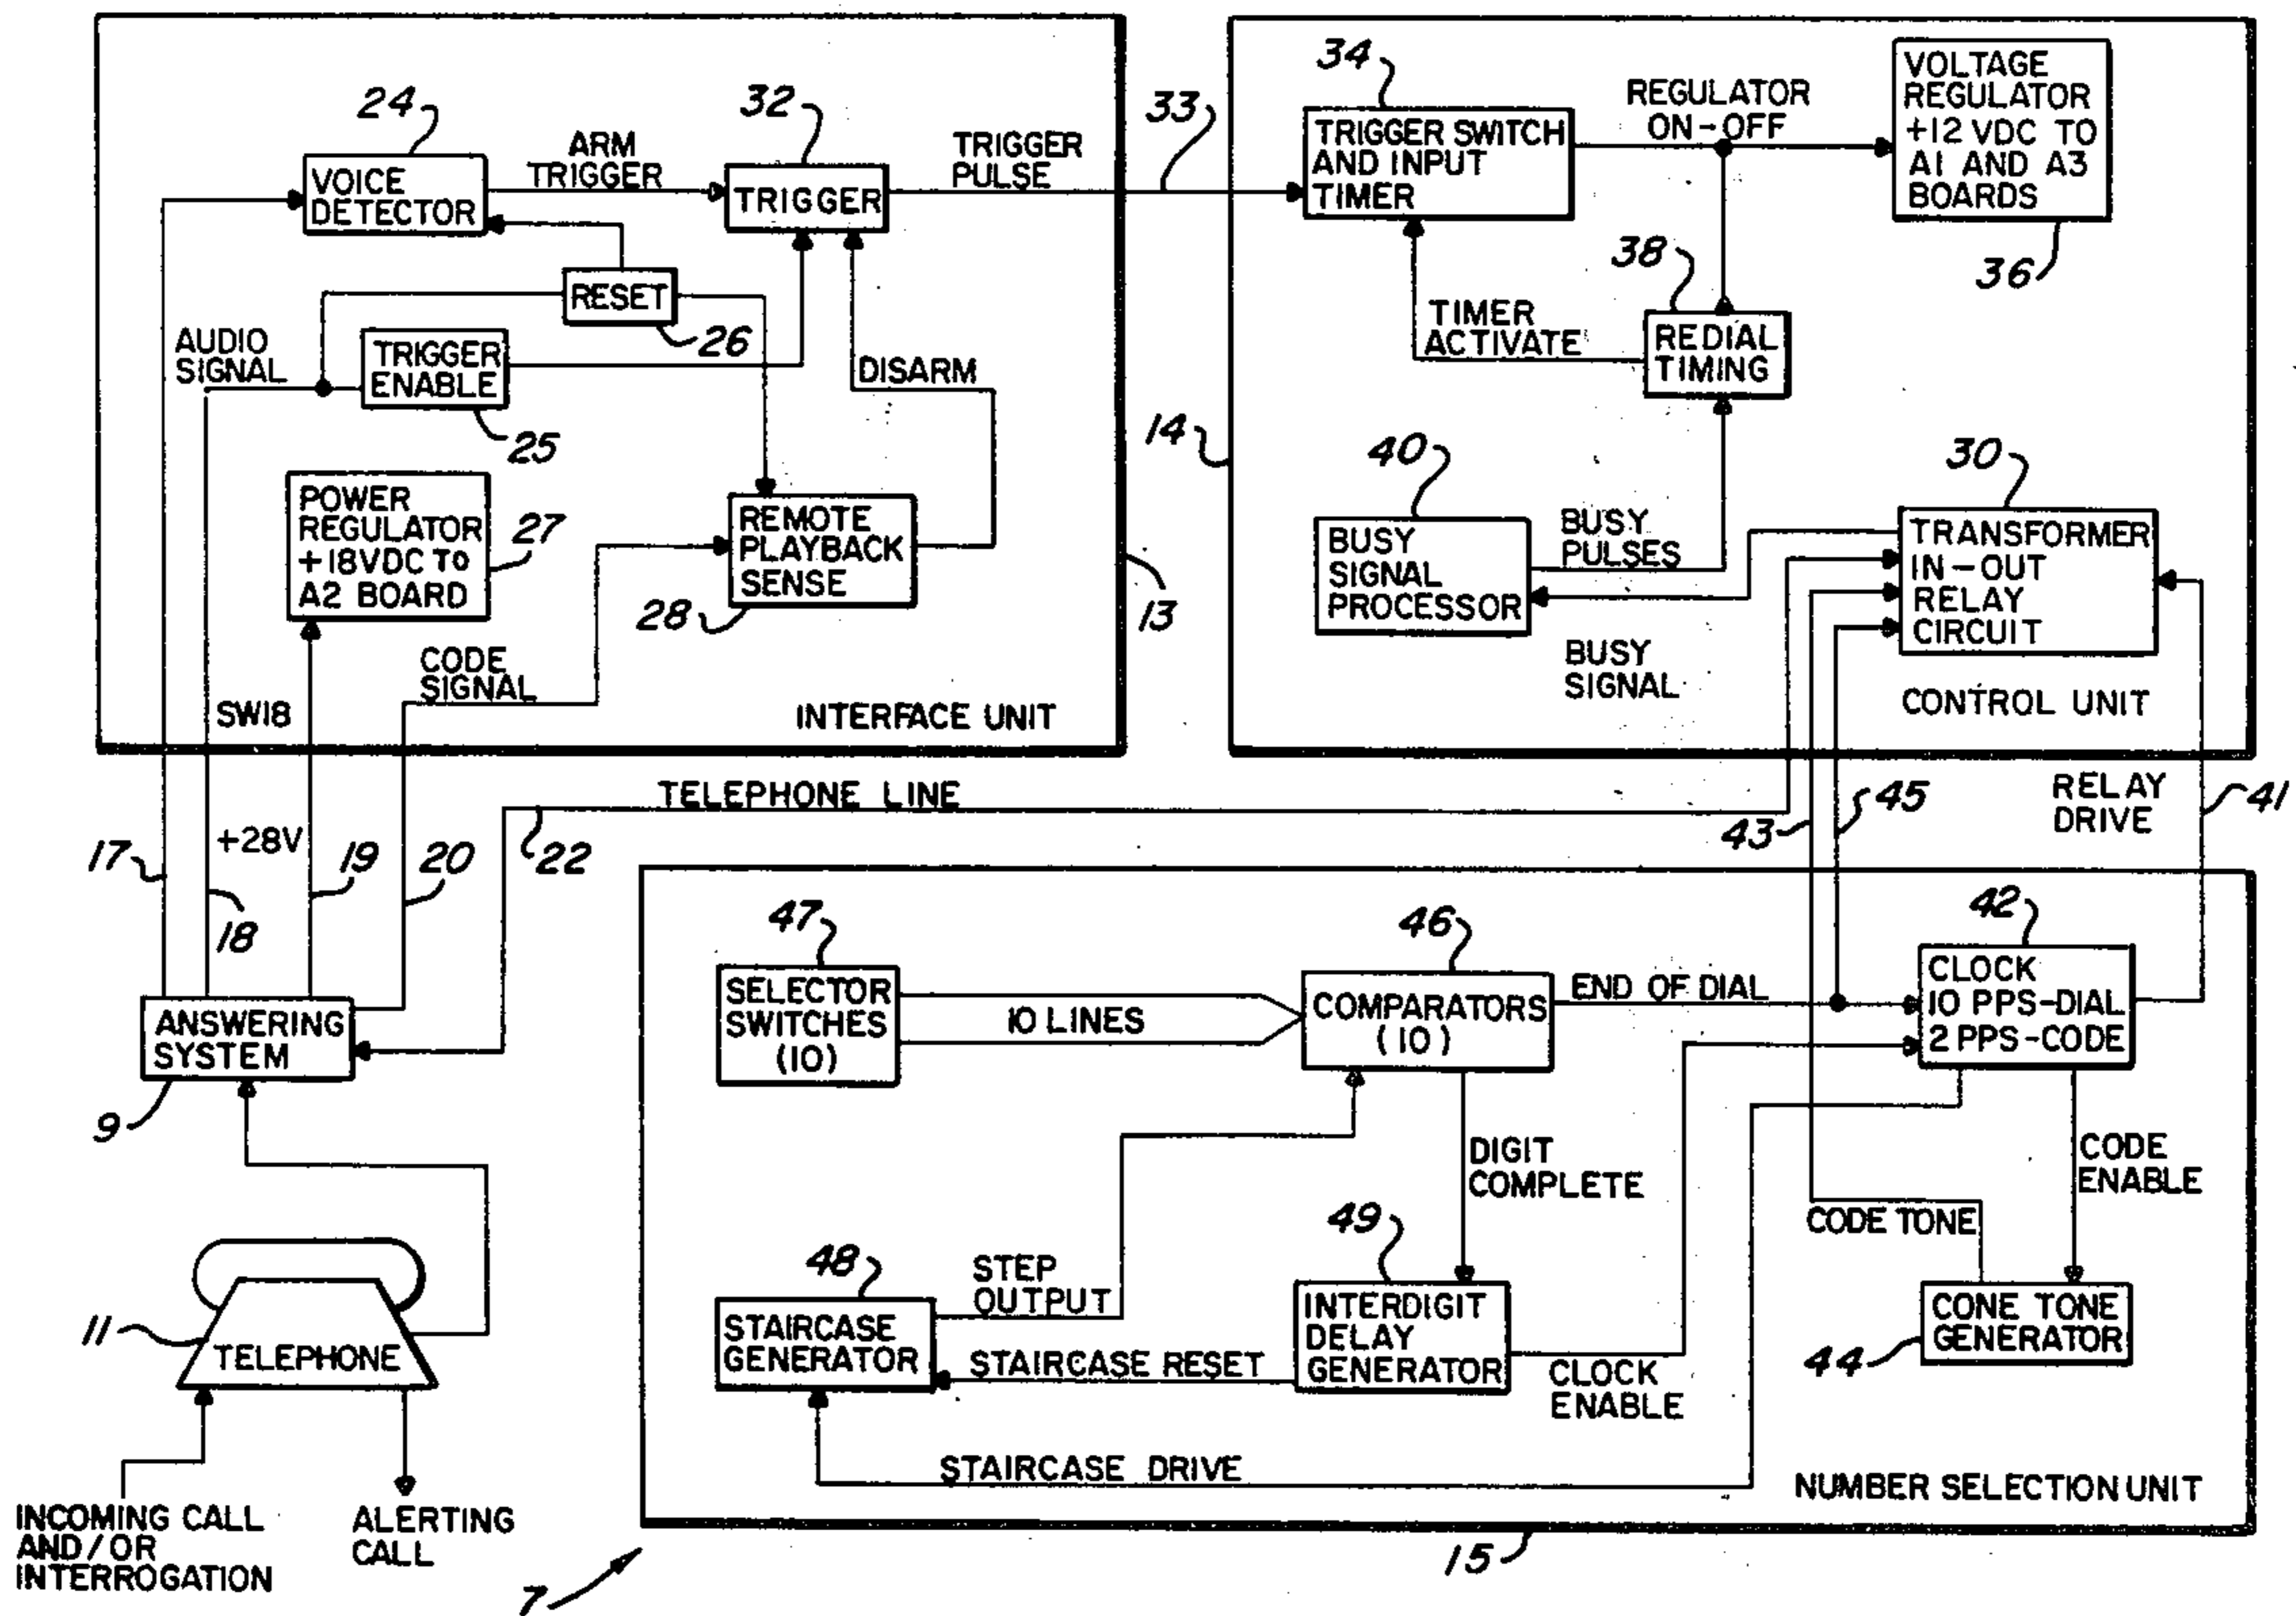 24
VOICE
DETECTOR
ARM
TRIGGER
32
TRIGGER
TRIGGER
PULSE
33
RESET
26
AUDIO
SIGNAL
TRIGGER
ENABLE
25
DISARM
POWER
REGULATOR
+18VDC TO
A2 BOARD
27
REMOTE
PLAYBACK
SENSE
28
CODE
SIGNAL
SW18
INTERFACE UNIT
13
34
TRIGGER SWITCH
AND INPUT
TIMER
REGULATOR
ON-OFF
VOLTAGE
REGULATOR
+12 VDC TO
A1 AND A3
BOARDS
36
38
REDIAL
TIMING
TIMER
ACTIVATE
14
40
BUSY
SIGNAL
PROCESSOR
BUSY
PULSES
30
TRANSFORMER
IN-OUT
RELAY
CIRCUIT
BUSY
SIGNAL
CONTROL UNIT
TELEPHONE LINE
22
43
45
RELAY
DRIVE
41
17
+28V
18
19
20
ANSWERING
SYSTEM
9
11
TELEPHONE
INCOMING CALL
AND/OR
INTERROGATION
ALERTING
CALL
7
47
SELECTOR
SWITCHES
(10)
10 LINES
46
COMPARATORS
(10)
END OF DIAL
42
CLOCK
10 PPS-DIAL
2 PPS-CODE
DIGIT
COMPLETE
CODE
ENABLE
CODE TONE
48
STAIRCASE
GENERATOR
STEP
OUTPUT
STAIRCASE RESET
49
INTERDIGIT
DELAY
GENERATOR
CLOCK
ENABLE
CONE TONE
GENERATOR
44
STAIRCASE DRIVE
NUMBER SELECTION UNIT
15